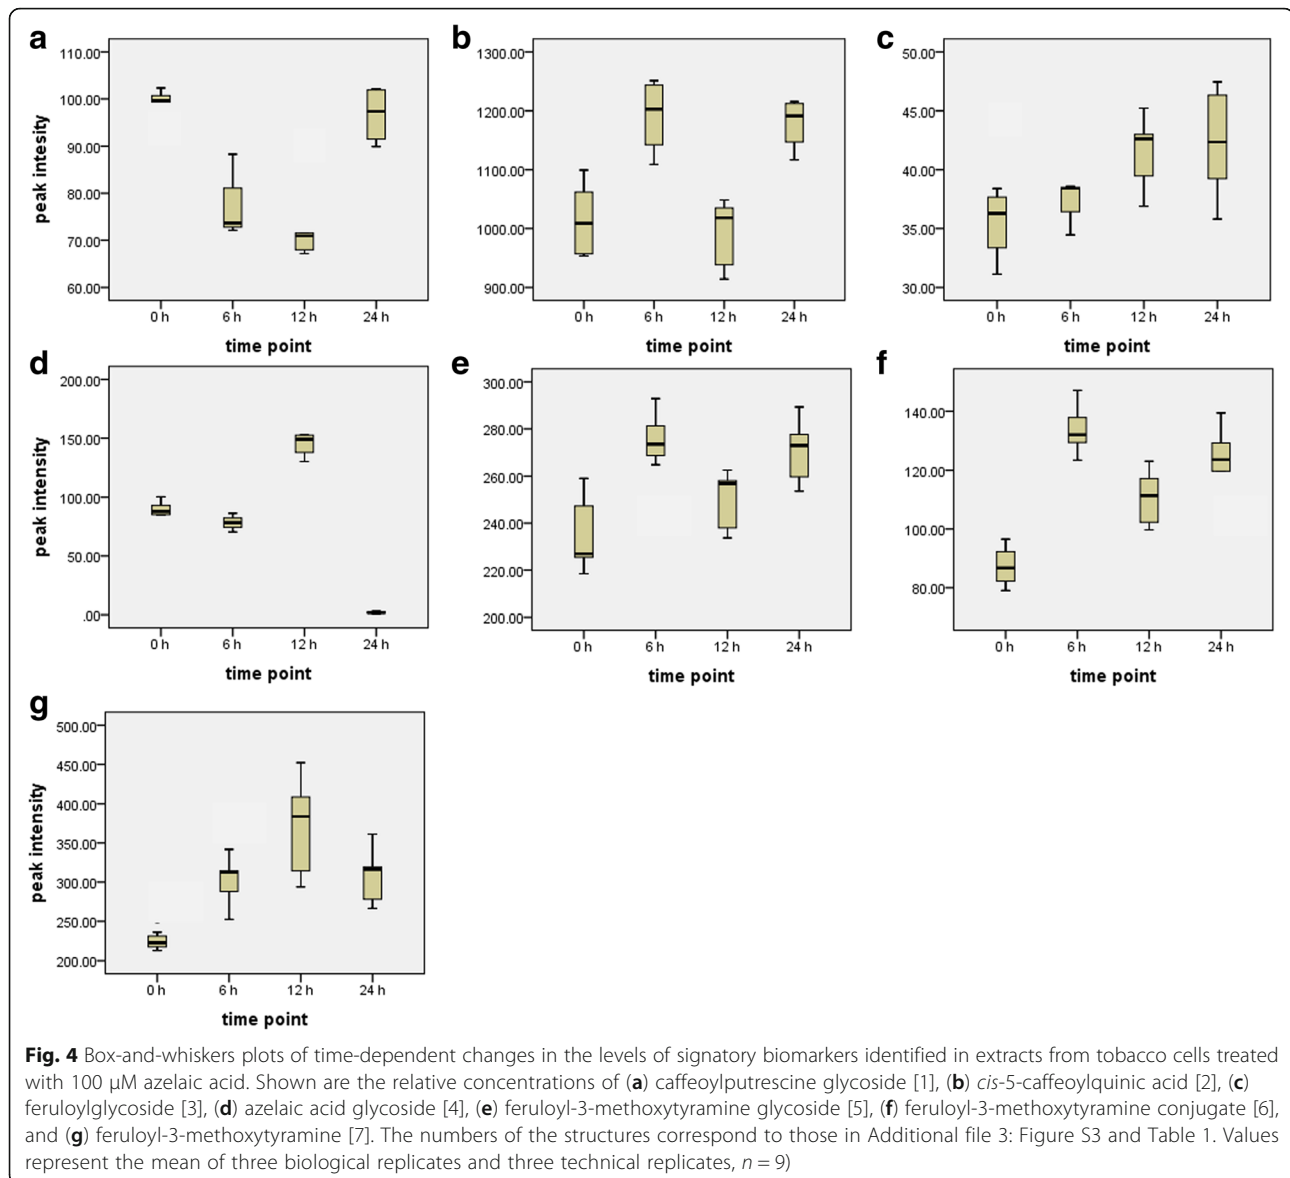 a
110.00
100.00
90.00
80.00
70.00
60.00
peak intesity
0 h 6 h 12 h 24 h
time point
b
1300.00
1200.00
1100.00
1000.00
900.00
0 h 6 h 12 h 24 h
time point
c
50.00
45.00
40.00
35.00
30.00
0 h 6 h 12 h 24 h
time point
d
200.00
150.00
100.00
50.00
.00
peak intensity
0 h 6 h 12 h 24 h
time point
e
300.00
280.00
260.00
240.00
220.00
200.00
0 h 6 h 12 h 24 h
time point
f
140.00
120.00
100.00
80.00
0 h 6 h 12 h 24 h
time point
g
500.00
450.00
400.00
350.00
300.00
250.00
200.00
peak intensity
0 h 6 h 12 h 24 h
time point
Fig. 4 Box-and-whiskers plots of time-dependent changes in the levels of signatory biomarkers identified in extracts from tobacco cells treated
with 100 μM azelaic acid. Shown are the relative concentrations of (a) caffeoylputrescine glycoside [1], (b) cis-5-caffeoylquinic acid [2], (c)
feruloylglycoside [3], (d) azelaic acid glycoside [4], (e) feruloyl-3-methoxytyramine glycoside [5], (f) feruloyl-3-methoxytyramine conjugate [6],
and (g) feruloyl-3-methoxytyramine [7]. The numbers of the structures correspond to those in Additional file 3: Figure S3 and Table 1. Values
represent the mean of three biological replicates and three technical replicates, n = 9)